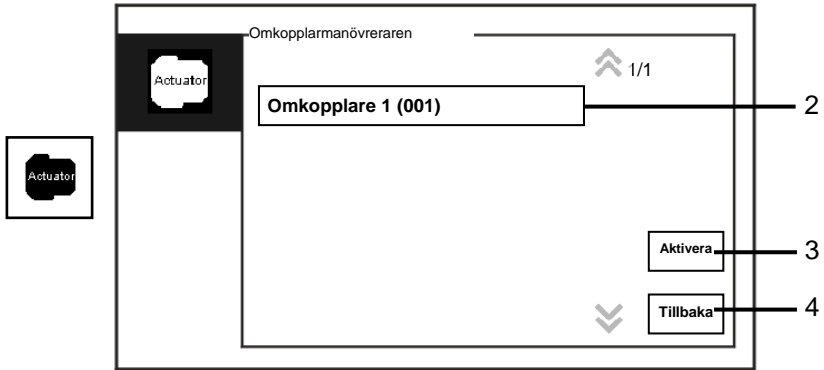 Omkopplarmanövreraren
Actuator
1/1
Omkopplare 1 (001)
2
Actuator
Aktivera
3
Tillbaka
4